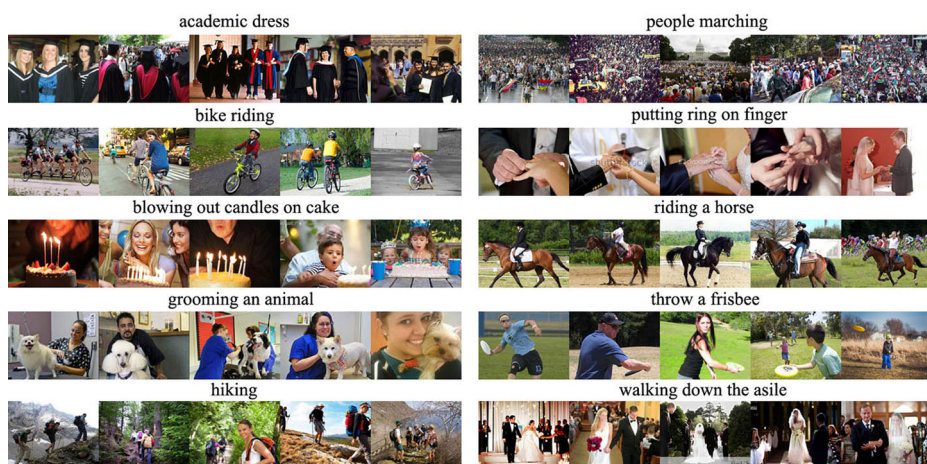 academic dress
people marching
bike riding
putting ring on finger
blowing out candles on cake
riding a horse
grooming an animal
throw a frisbee
hiking
walking down the asile